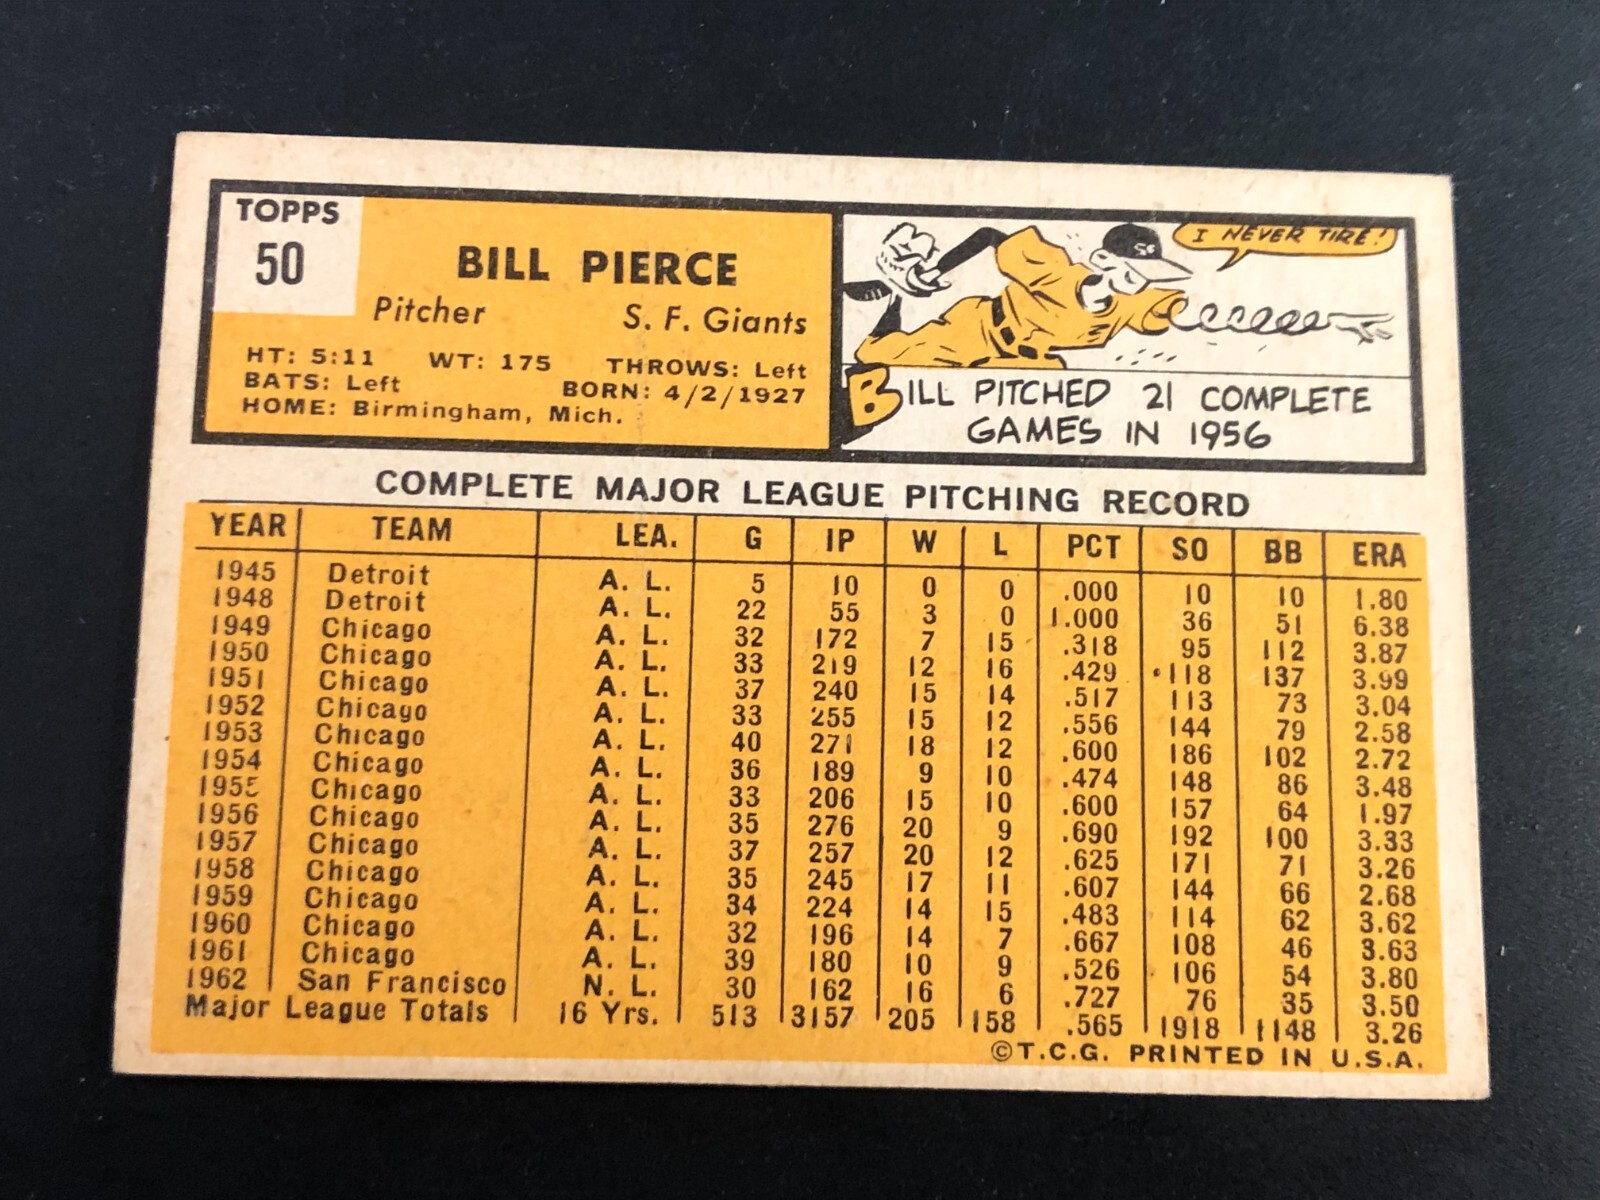 TOPPS
50
BILL PIERCE
Pitcher S. F. Giants
HT: 5:11 WT: 175 THROWS: Left
BATS: Left BORN: 4/2/1927
HOME: Birmingham, Mich.
SF
I NEVER TIRE!
BILL PITCHED 21 COMPLETE
GAMES IN 1956
COMPLETE MAJOR LEAGUE PITCHING RECORD
YEAR TEAM LEA. G IP W L PCT SO BB ERA
1945 Detroit A. L. 5 10 0 0 .000 10 10 1.80
1948 Detroit A. L. 22 55 3 0 1.000 36 51 6.38
1949 Chicago A. L. 32 172 7 15 .318 95 112 3.87
1950 Chicago A. L. 33 219 12 16 .429 118 137 3.99
1951 Chicago A. L. 37 240 15 14 .517 113 73 3.04
1952 Chicago A. L. 33 255 15 12 .556 144 79 2.58
1953 Chicago A. L. 40 271 18 12 .600 186 102 2.72
1954 Chicago A. L. 36 189 9 10 .474 148 86 3.48
1955 Chicago A. L. 33 206 15 10 .600 157 64 1.97
1956 Chicago A. L. 35 276 20 9 .690 192 100 3.33
1957 Chicago A. L. 37 257 20 12 .625 171 71 3.26
1958 Chicago A. L. 35 245 17 11 .607 144 66 2.68
1959 Chicago A. L. 34 224 14 15 .483 114 62 3.62
1960 Chicago A. L. 32 196 14 7 .667 108 46 3.63
1961 Chicago A. L. 39 180 10 9 .526 106 54 3.80
1962 San Francisco N. L. 30 162 16 6 .727 76 35 3.50
Major League Totals 16 Yrs. 513 3157 205 158 .565 1918 1148 3.26
©T.C.G. PRINTED IN U.S.A.